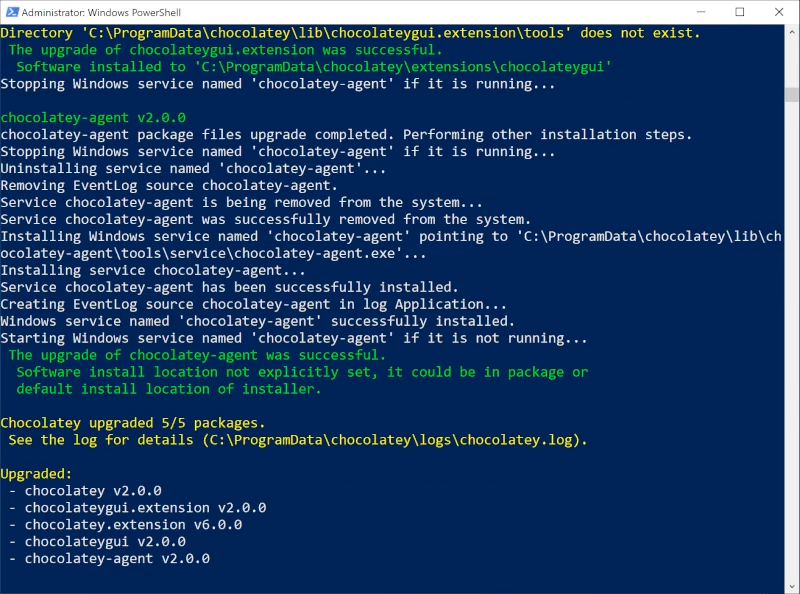 Administrator: Windows PowerShell
Directory 'C:\ProgramData\chocolatey\lib\chocolateygui.extension\tools' does not exist.
The upgrade of chocolateygui.extension was successful.
Software installed to 'C:\ProgramData\chocolatey\extensions\chocolateygui'
Stopping Windows service named 'chocolatey-agent' if it is running...
chocolatey-agent v2.0.0
chocolatey-agent package files upgrade completed. Performing other installation steps.
Stopping Windows service named 'chocolatey-agent' if it is running...
Uninstalling service named 'chocolatey-agent'...
Removing EventLog source chocolatey-agent.
Service chocolatey-agent is being removed from the system...
Service chocolatey-agent was successfully removed from the system.
Installing Windows service named 'chocolatey-agent' pointing to 'C:\ProgramData\chocolatey\lib\ch
ocolatey-agent\tools\service\chocolatey-agent.exe'...
Installing service chocolatey-agent...
Service chocolatey-agent has been successfully installed.
Creating EventLog source chocolatey-agent in log Application...
Windows service named 'chocolatey-agent' successfully installed.
Starting Windows service named 'chocolatey-agent' if it is not running...
The upgrade of chocolatey-agent was successful.
Software install location not explicitly set, it could be in package or
default install location of installer.
Chocolatey upgraded 5/5 packages.
See the log for details (C:\ProgramData\chocolatey\logs\chocolatey.log).
Upgraded:
- chocolatey v2.0.0
- chocolateygui.extension v2.0.0
- chocolatey.extension v6.0.0
- chocolateygui v2.0.0
- chocolatey-agent v2.0.0